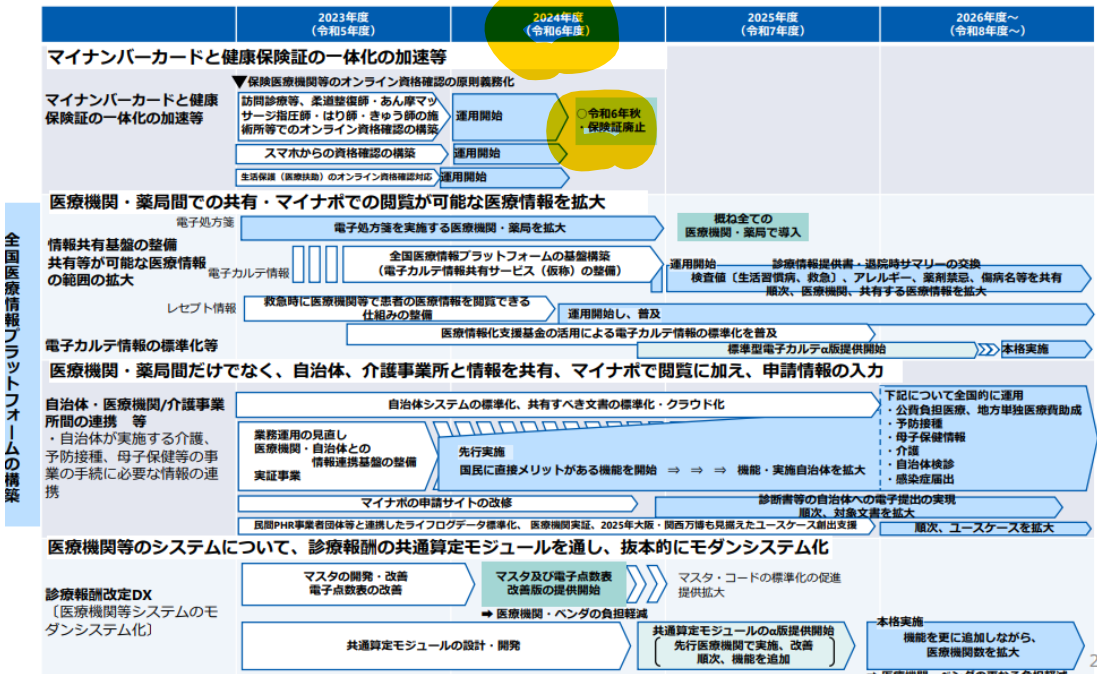 2023年度
(令和5年度)
2024年度
(令和6年度)
2025年度
(令和7年度)
2026年度~
(令和8年度~)
全国医療情報プラットフォームの構築
マイナンバーカードと健康保険証の一体化の加速等
▼保険医療機関等のオンライン資格確認の原則義務化
マイナンバーカードと健康
保険証の一体化の加速等
訪問診療等、柔道整復師・あん摩マッ
サージ指圧師・はり師・きゅう師の施
術所等でのオンライン資格確認の構築
運用開始
○令和6年秋
・保険証廃止
スマホからの資格確認の構築
運用開始
生活保護(医療扶助)のオンライン資格確認対応
運用開始
医療機関・薬局間での共有・マイナポでの閲覧が可能な医療情報を拡大
電子処方箋
電子処方箋を実施する医療機関・薬局を拡大
概ね全ての
医療機関・薬局で導入
情報共有基盤の整備
共有等が可能な医療情報
の範囲の拡大
電子カルテ情報
全国医療情報プラットフォームの基盤構築
(電子カルテ情報共有サービス(仮称)の整備)
運用開始
診療情報提供書・退院時サマリーの交換
検査値〔生活習慣病、救急〕、アレルギー、薬剤禁忌、傷病名等を共有
順次、医療機関、共有する医療情報を拡大
レセプト情報
救急時に医療機関等で患者の医療情報を閲覧できる
仕組みの整備
運用開始し、普及
医療情報化支援基金の活用による電子カルテ情報の標準化を普及
電子カルテ情報の標準化等
標準型電子カルテα版提供開始
本格実施
医療機関・薬局間だけでなく、自治体、介護事業所と情報を共有、マイナポで閲覧に加え、申請情報の入力
自治体・医療機関/介護事業
所間の連携 等
・自治体が実施する介護、
予防接種、母子保健等の事
業の手続に必要な情報の連
携
自治体システムの標準化、共有すべき文書の標準化・クラウド化
業務運用の見直し
医療機関・自治体との
情報連携基盤の整備
実証事業
先行実施
国民に直接メリットがある機能を開始 ⇒ ⇒ ⇒ 機能・実施自治体を拡大
下記について全国的に運用
・公費負担医療、地方単独医療費助成
・予防接種
・母子保健情報
・介護
・自治体検診
・感染症届出
マイナポの申請サイトの改修
診断書等の自治体への電子提出の実現
順次、対象文書を拡大
民間PHR事業者団体等と連携したライフログデータ標準化、医療機関実証、2025年大阪・関西万博も見据えたユースケース創出支援
順次、ユースケースを拡大
医療機関等のシステムについて、診療報酬の共通算定モジュールを通し、抜本的にモダンシステム化
診療報酬改定DX
〔医療機関等システムのモ
ダンシステム化〕
マスタの開発・改善
電子点数表の改善
マスタ及び電子点数表
改善版の提供開始
マスタ・コードの標準化の促進
提供拡大
➡ 医療機関・ベンダの負担軽減
共通算定モジュールの設計・開発
共通算定モジュールのα版提供開始
先行医療機関で実施、改善
順次、機能を追加
本格実施
機能を更に追加しながら、
医療機関数を拡大
2